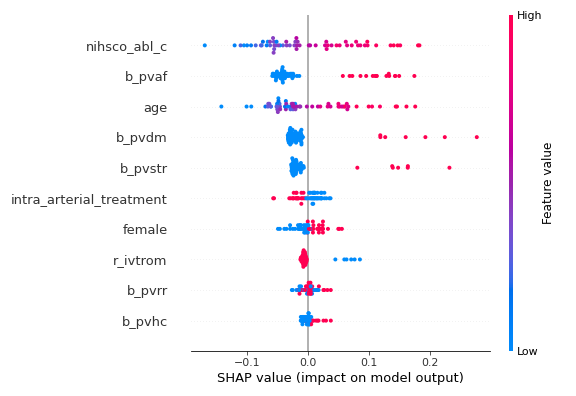 High
nihsco_abl_c
b_pvaf
age
b_pvdm
b_pvstr
intra_arterial_treatment
female
r_ivtrom
b_pvrr
b_pvhc
Feature value
Low
−0.1 0.0 0.1 0.2
SHAP value (impact on model output)